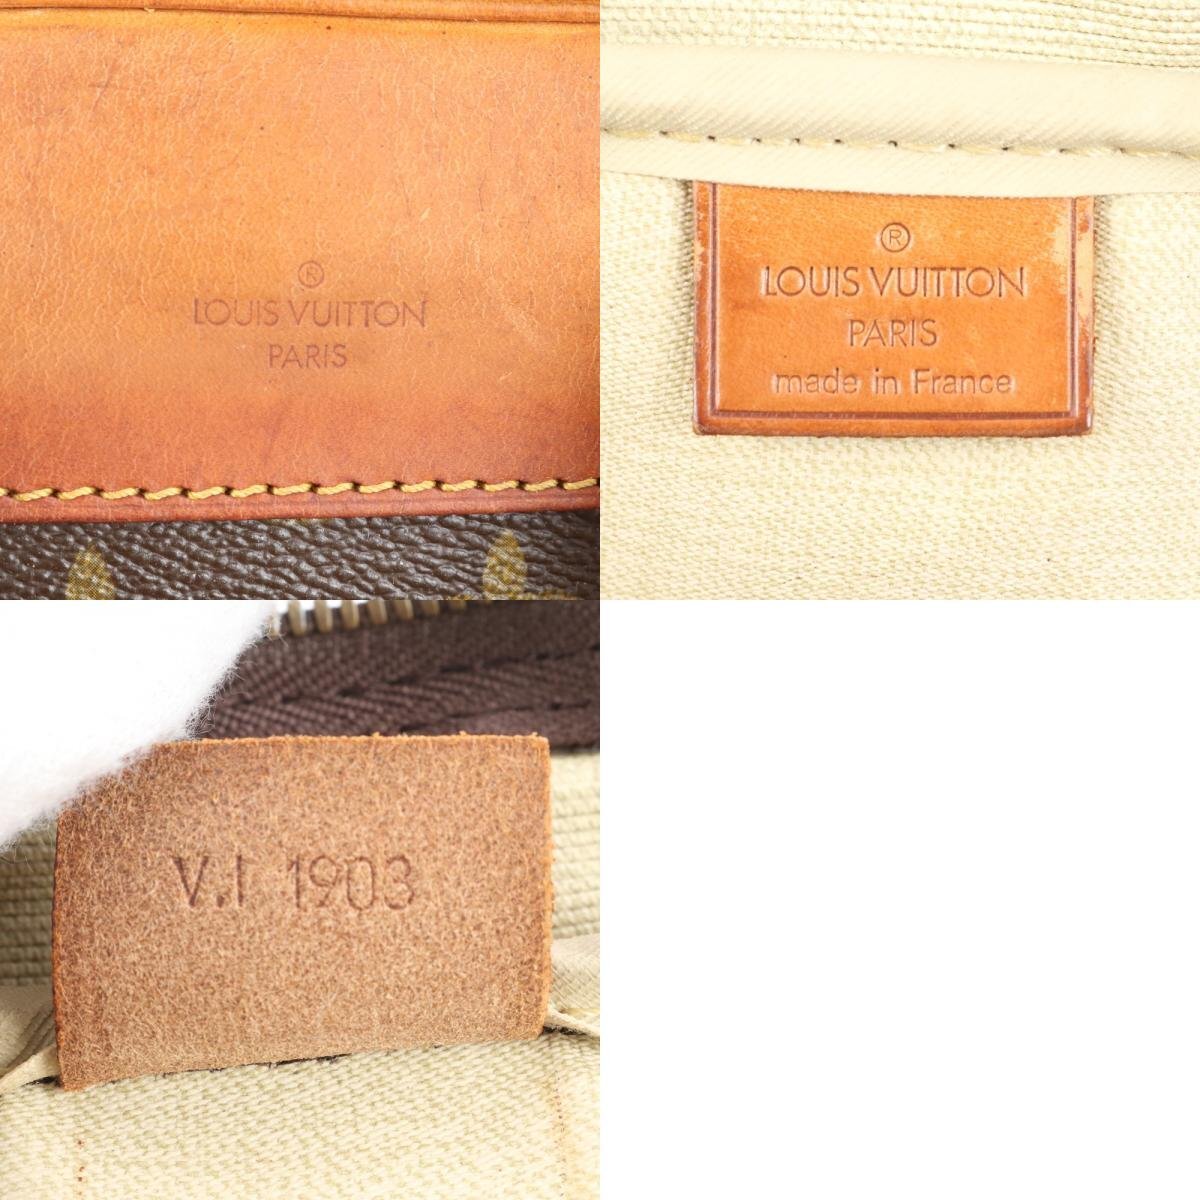 ®
LOUIS VUITTON
PARIS
®
LOUIS VUITTON
PARIS
made in France
V.I 1903